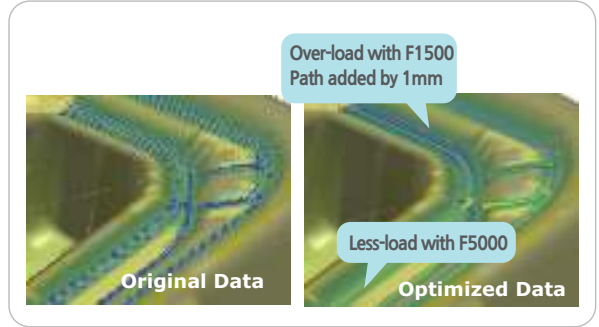 Over-load with F1500
Path added by 1mm
Less-load with F5000
Original Data
Optimized Data